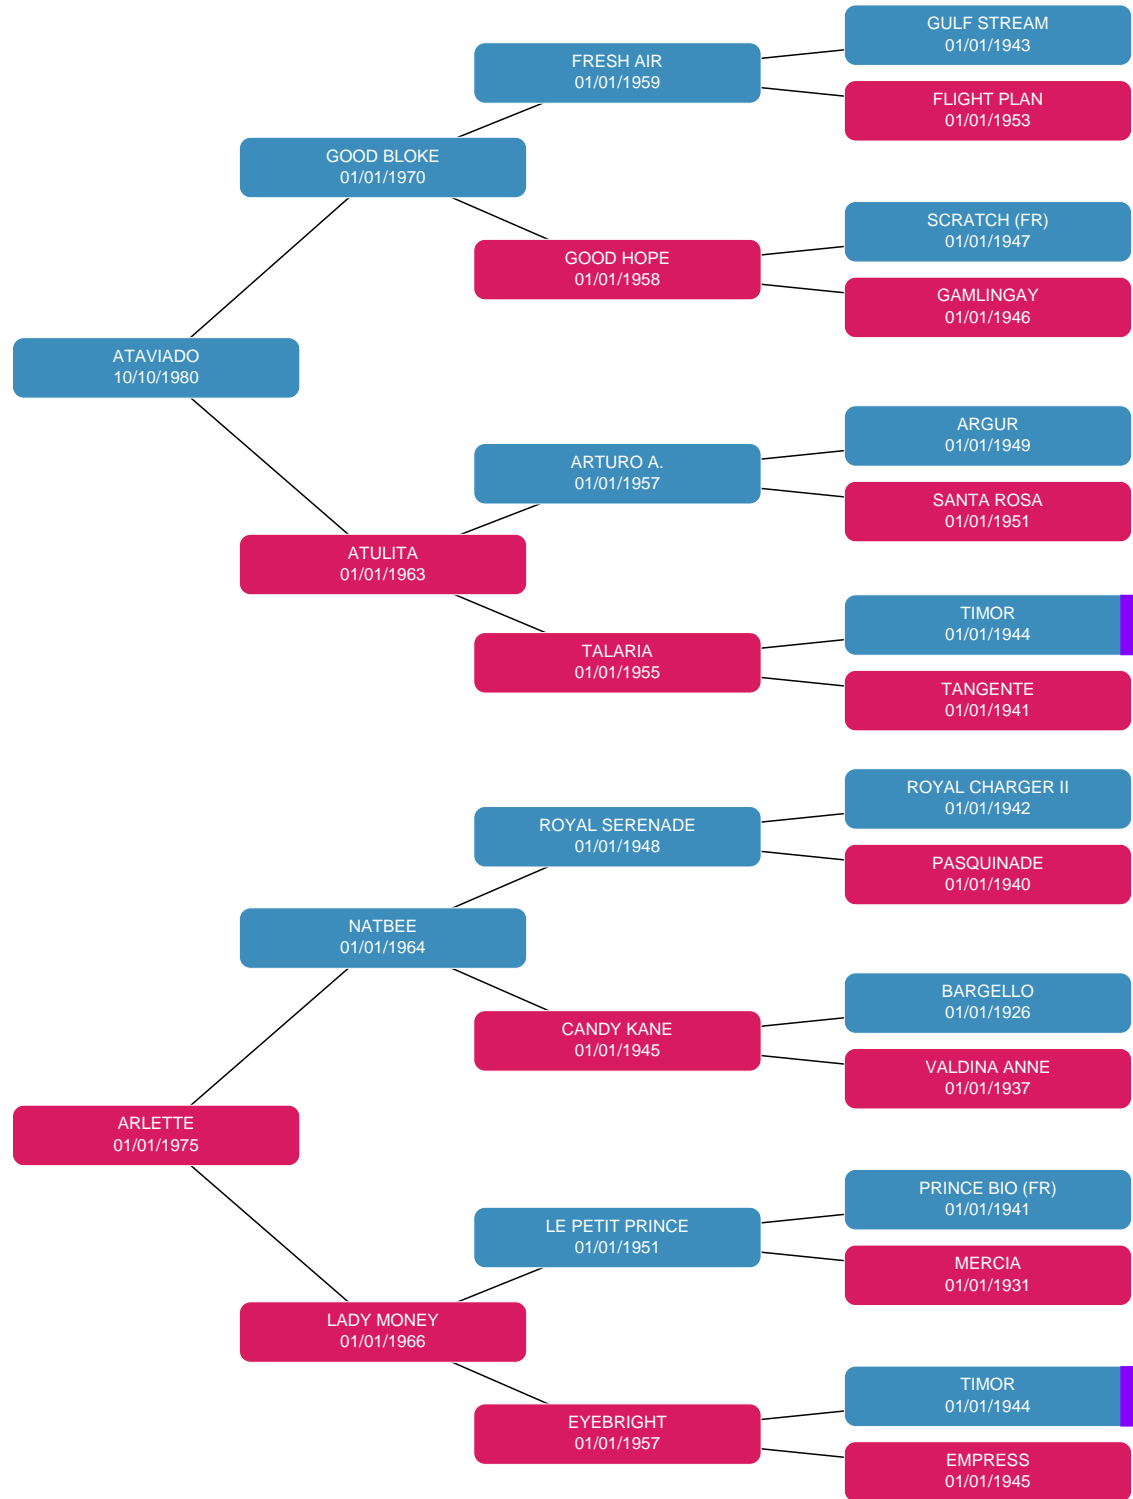 GULF STREAM
01/01/1943
FRESH AIR
01/01/1959
FLIGHT PLAN
01/01/1953
GOOD BLOKE
01/01/1970
SCRATCH (FR)
01/01/1947
GOOD HOPE
01/01/1958
GAMLINGAY
01/01/1946
ATAVIADO
10/10/1980
ARGUR
01/01/1949
ARTURO A.
01/01/1957
SANTA ROSA
01/01/1951
ATULITA
01/01/1963
TIMOR
01/01/1944
TALARIA
01/01/1955
TANGENTE
01/01/1941
ROYAL CHARGER II
01/01/1942
ROYAL SERENADE
01/01/1948
PASQUINADE
01/01/1940
NATBEE
01/01/1964
BARGELLO
01/01/1926
CANDY KANE
01/01/1945
VALDINA ANNE
01/01/1937
ARLETTE
01/01/1975
PRINCE BIO (FR)
01/01/1941
LE PETIT PRINCE
01/01/1951
MERCIA
01/01/1931
LADY MONEY
01/01/1966
TIMOR
01/01/1944
EYEBRIGHT
01/01/1957
EMPRESS
01/01/1945